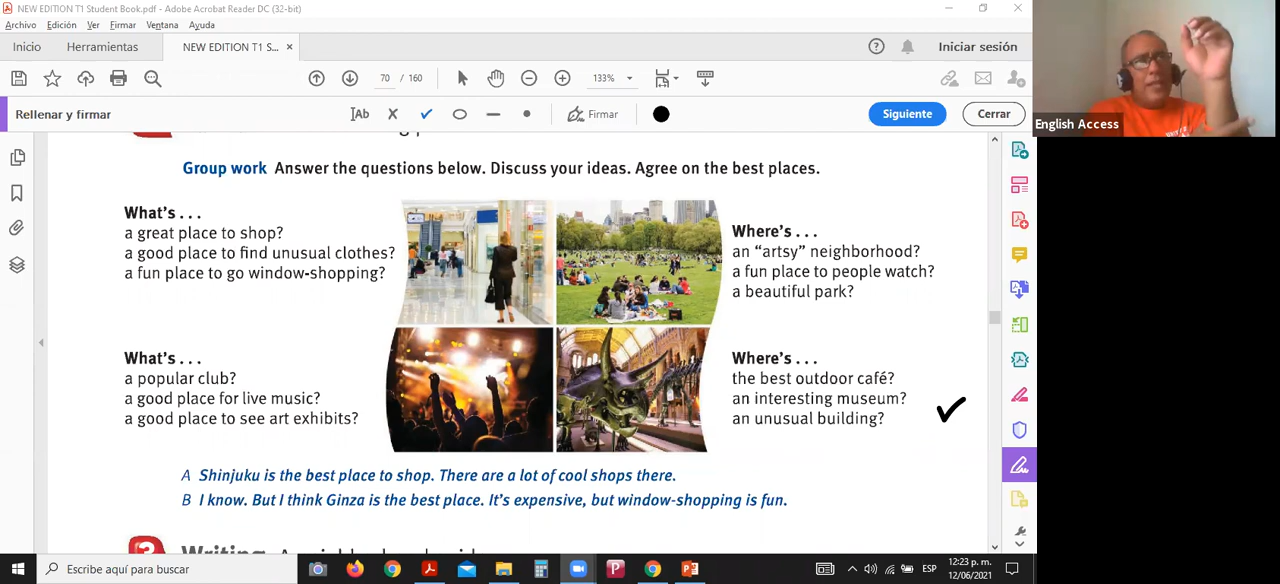 NEW EDITION T1 Student Book.pdf - Adobe Acrobat Reader DC (32-bit)
Archivo Edición Ver Firmar Ventana Ayuda
Inicio Herramientas NEW EDITION T1 S... × Iniciar sesión
70 / 160 133%
Rellenar y firmar Ab Firmar Siguiente Cerrar
English Access
Group work Answer the questions below. Discuss your ideas. Agree on the best places.
What's . . .
a great place to shop?
a good place to find unusual clothes?
a fun place to go window-shopping?
Where's . . .
an “artsy” neighborhood?
a fun place to people watch?
a beautiful park?
What's . . .
a popular club?
a good place for live music?
a good place to see art exhibits?
Where's . . .
the best outdoor café?
an interesting museum?
an unusual building?
A Shinjuku is the best place to shop. There are a lot of cool shops there.
B I know. But I think Ginza is the best place. It's expensive, but window-shopping is fun.
Writing
Escribe aquí para buscar
ESP
12:23 p. m.
12/06/2021